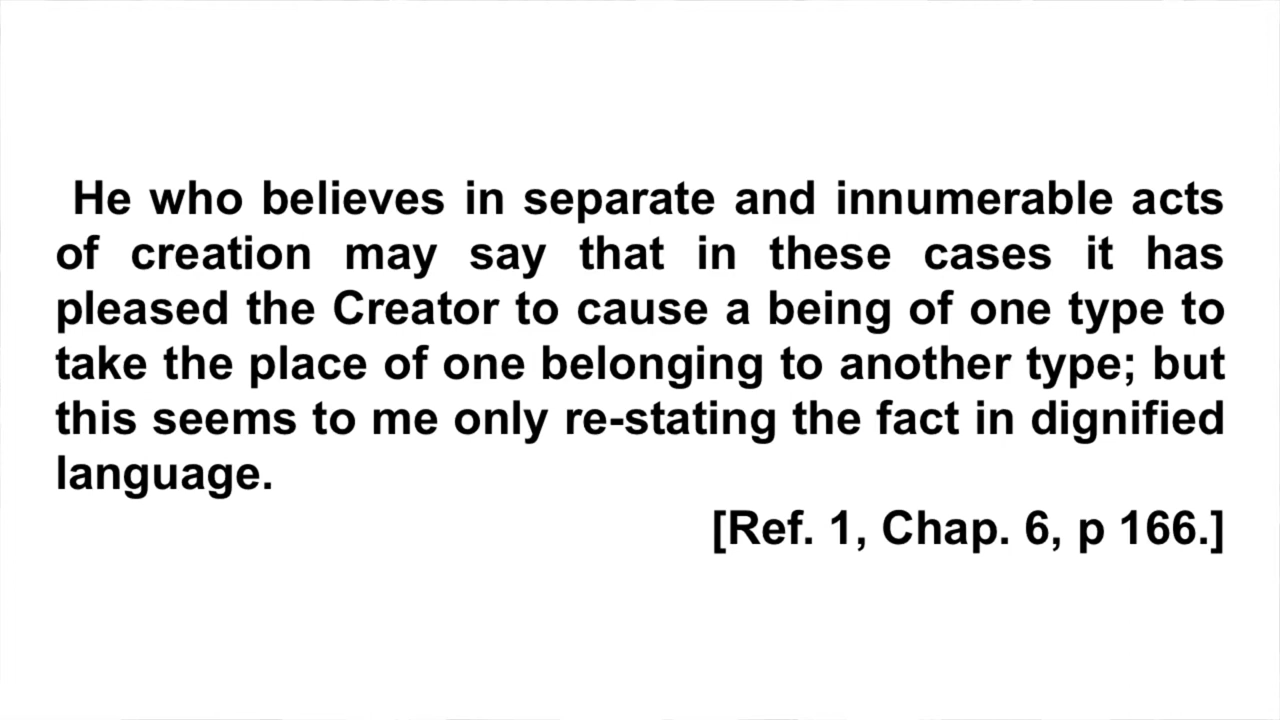 He who believes in separate and innumerable acts
of creation may say that in these cases it has
pleased the Creator to cause a being of one type to
take the place of one belonging to another type; but
this seems to me only re-stating the fact in dignified
language.
[Ref. 1, Chap. 6, p 166.]